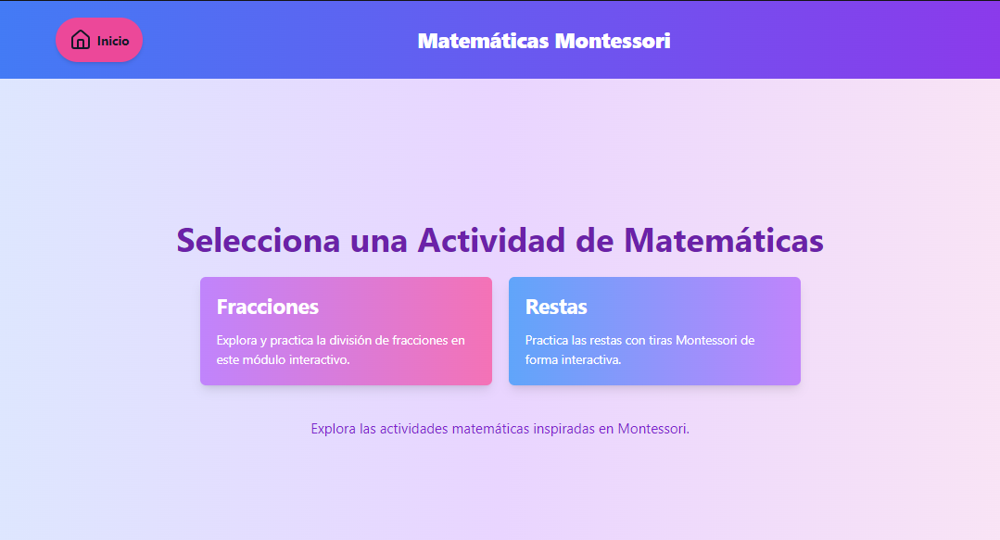 Inicio
Matemáticas Montessori
Selecciona una Actividad de Matemáticas
Fracciones
Explora y practica la división de fracciones en
este módulo interactivo.
Restas
Practica las restas con tiras Montessori de
forma interactiva.
Explora las actividades matemáticas inspiradas en Montessori.